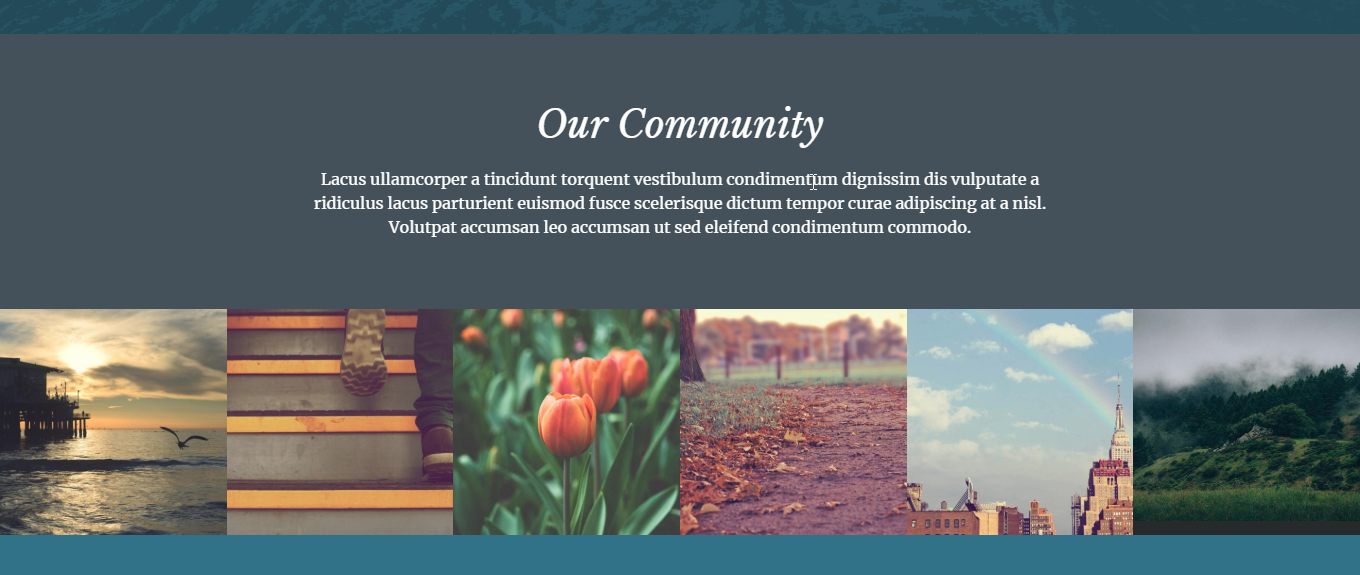 Our Community
Lacus ullamcorper a tincidunt torquent vestibulum condimentum dignissim dis vulputate a
ridiculus lacus parturient euismod fusce scelerisque dictum tempor curae adipiscing at a nisl.
Volutpat accumsan leo accumsan ut sed eleifend condimentum commodo.